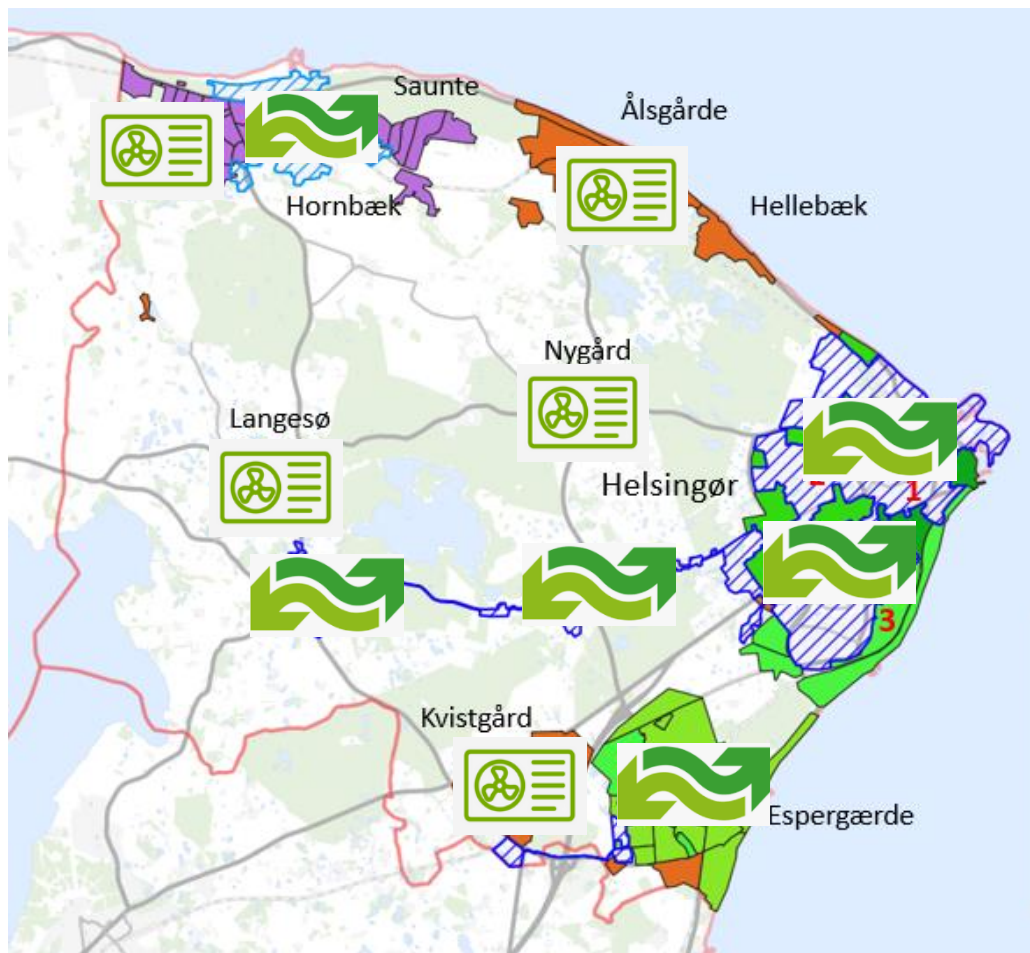 Saunte
Ålsgårde
Hornbæk
Hellebæk
Nygård
Langesø
Helsingør
1
3
Kvistgård
Espergærde